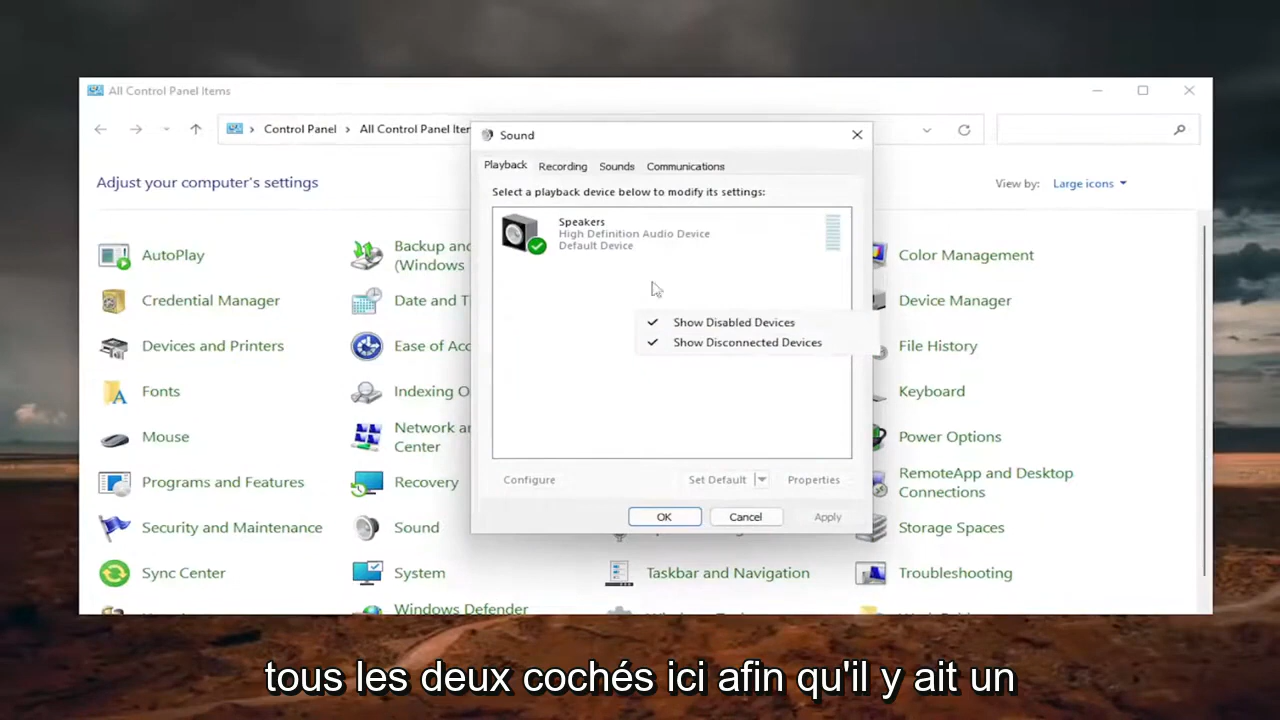 All Control Panel Items
Control Panel
All Control Panel Iter
Adjust your computer's settings
View by: Large icons
Sound
Playback
Recording
Sounds
Communications
Select a playback device below to modify its settings:
Speakers
High Definition Audio Device
Default Device
Show Disabled Devices
Show Disconnected Devices
Configure
Set Default
Properties
OK
Cancel
Apply
AutoPlay
Backup and
(Windows
Color Management
Credential Manager
Date and T
Device Manager
Devices and Printers
Ease of Acc
File History
Fonts
Indexing O
Keyboard
Mouse
Network an
Center
Power Options
Programs and Features
Recovery
RemoteApp and Desktop
Connections
Security and Maintenance
Sound
Storage Spaces
Sync Center
System
Taskbar and Navigation
Troubleshooting
Windows Defender
tous les deux cochés ici afin qu'il y ait un